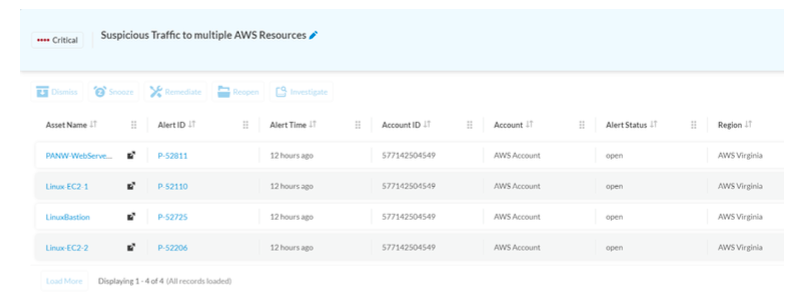 Critical
Suspicious Traffic to multiple AWS Resources
Dismiss Snooze Remediate Reopen Investigate
Asset Name Alert ID Alert Time Account ID Account Alert Status Region
PANW-WebServe... P-52811 12 hours ago 577142504549 AWS Account open AWS Virginia
Linux-EC2-1 P-52110 12 hours ago 577142504549 AWS Account open AWS Virginia
LinuxBastion P-52725 12 hours ago 577142504549 AWS Account open AWS Virginia
Linux-EC2-2 P-52206 12 hours ago 577142504549 AWS Account open AWS Virginia
Load More Displaying 1 - 4 of 4 (All records loaded)